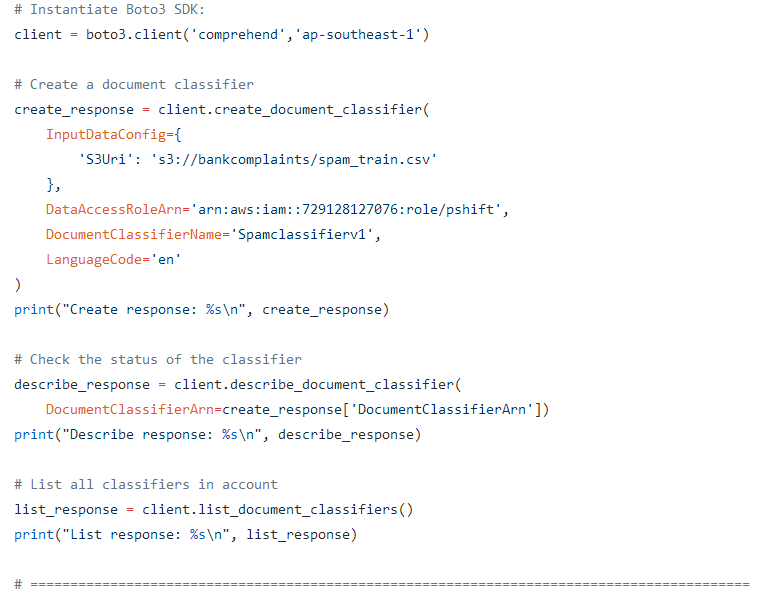 # Instantiate Boto3 SDK:
client = boto3.client('comprehend','ap-southeast-1')
# Create a document classifier
create_response = client.create_document_classifier(
    InputDataConfig={
        'S3Uri': 's3://bankcomplaints/spam_train.csv'
    },
    DataAccessRoleArn='arn:aws:iam::729128127076:role/pshift',
    DocumentClassifierName='Spamclassifierv1',
    LanguageCode='en'
)
print("Create response: %s\n", create_response)
# Check the status of the classifier
describe_response = client.describe_document_classifier(
    DocumentClassifierArn=create_response['DocumentClassifierArn'])
print("Describe response: %s\n", describe_response)
# List all classifiers in account
list_response = client.list_document_classifiers()
print("List response: %s\n", list_response)
# ==========================================================================================